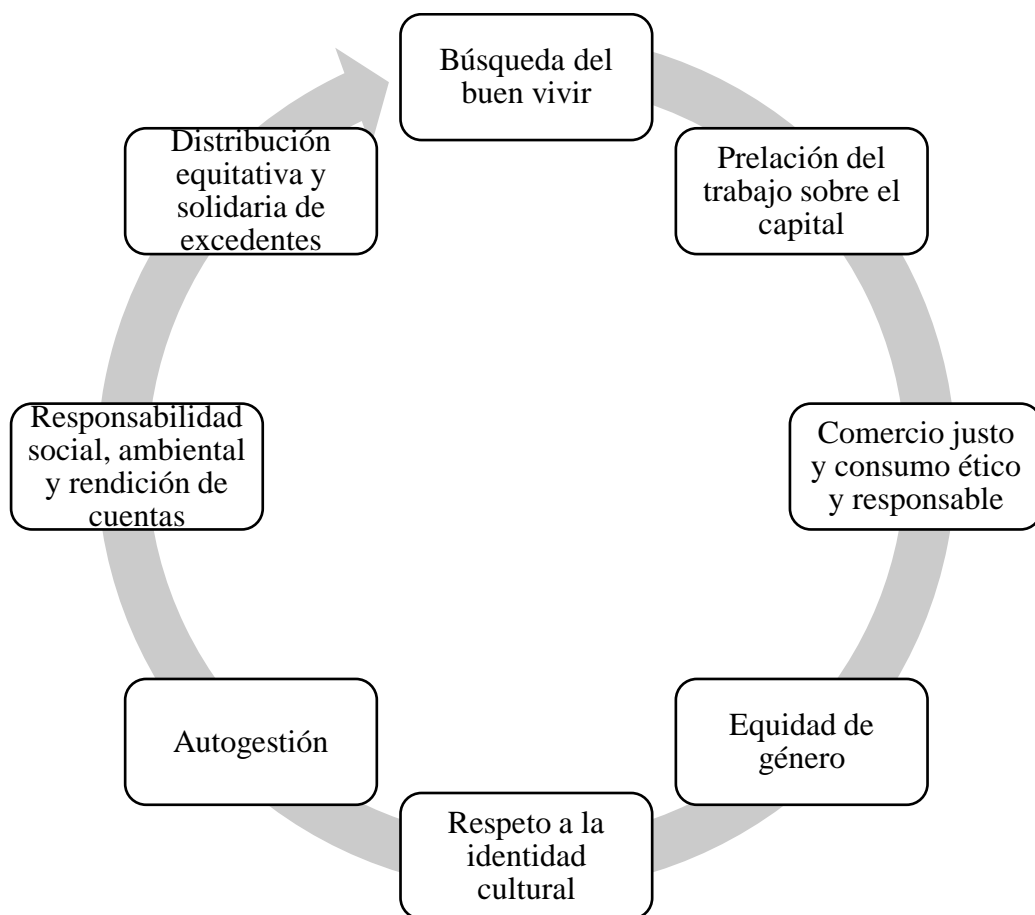 Búsqueda del
buen vivir
Prelación del
trabajo sobre el
capital
Comercio justo
y consumo ético
y responsable
Equidad de
género
Respeto a la
identidad
cultural
Autogestión
Responsabilidad
social, ambiental
y rendición de
cuentas
Distribución
equitativa y
solidaria de
excedentes